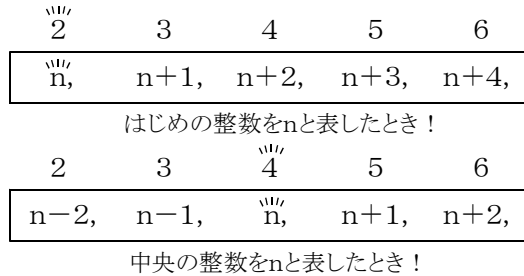 2 3 4 5 6
n, n+1, n+2, n+3, n+4,
はじめの整数をnと表したとき！
2 3 4 5 6
n−2, n−1, n, n+1, n+2,
中央の整数をnと表したとき！